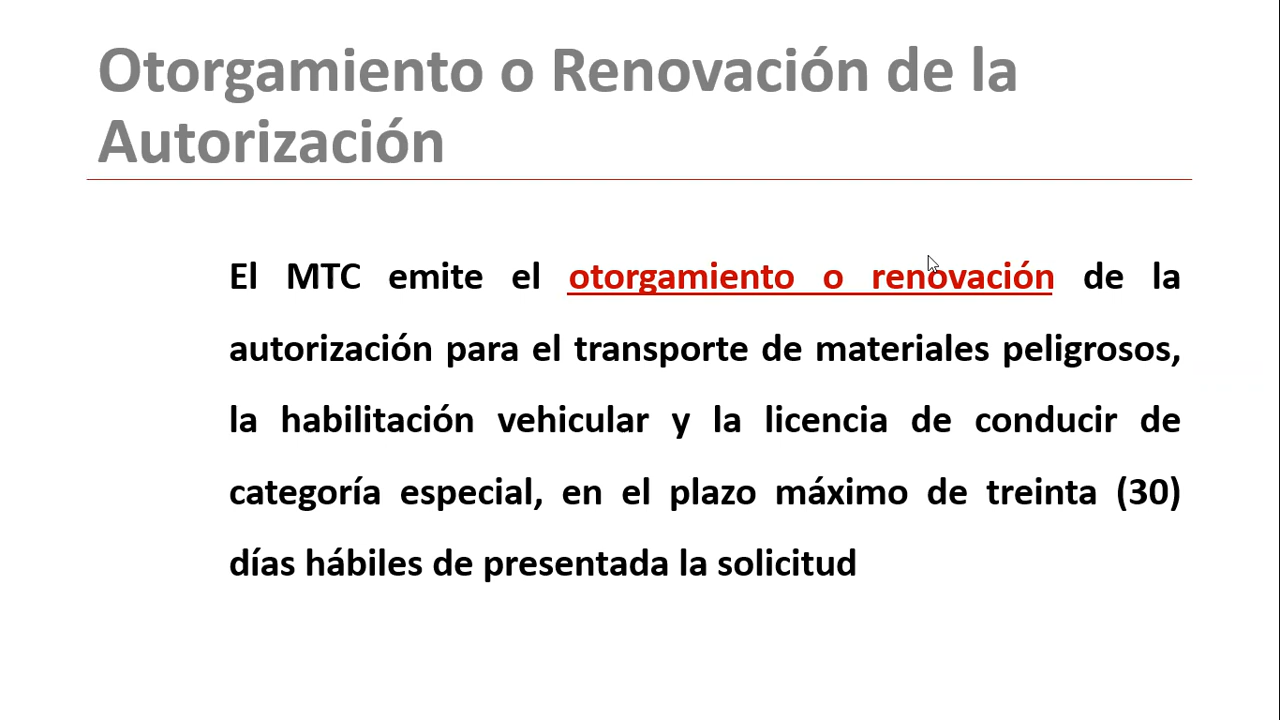 Otorgamiento o Renovación de la
Autorización
El MTC emite el otorgamiento o renovación de la
autorización para el transporte de materiales peligrosos,
la habilitación vehicular y la licencia de conducir de
categoría especial, en el plazo máximo de treinta (30)
días hábiles de presentada la solicitud